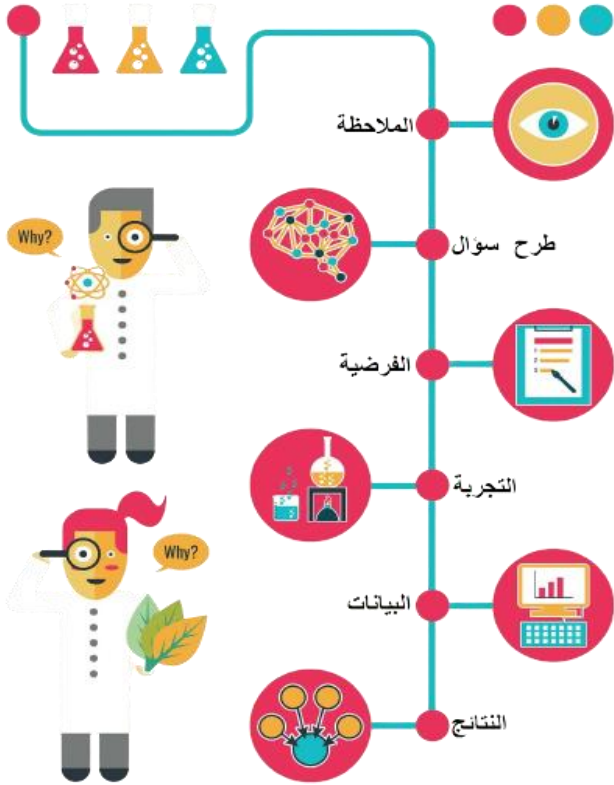 الملاحظة
طرح سؤال
Why?
الفرضية
التجربة
Why?
البيانات
النتائج